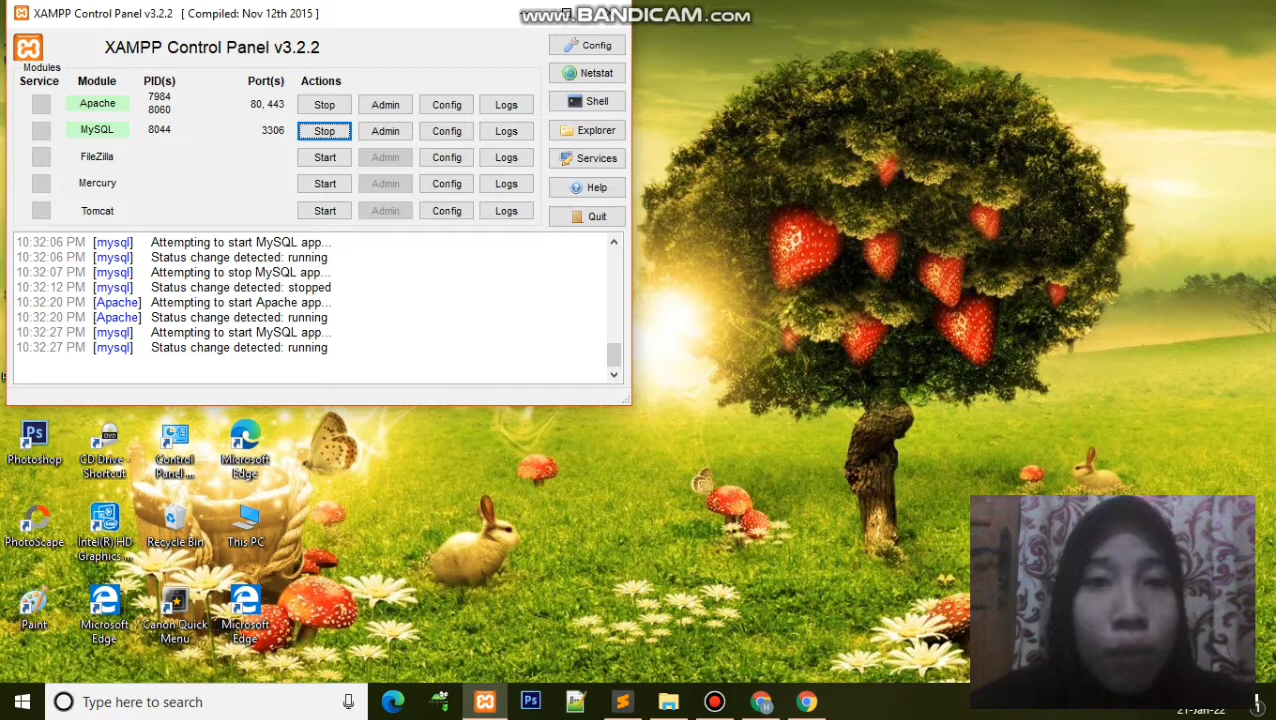 XAMPP Control Panel v3.2.2 [ Compiled: Nov 12th 2015 ]
www.BANDICAM.com
XAMPP Control Panel v3.2.2
Config
Modules
Service Module PID(s) Port(s) Actions
Netstat
Apache 7984 8060 80, 443 Stop Admin Config Logs
Shell
MySQL 8044 3306 Stop Admin Config Logs
Explorer
FileZilla Start Admin Config Logs
Services
Mercury Start Admin Config Logs
Help
Tomcat Start Admin Config Logs
Quit
10:32:06 PM [mysql] Attempting to start MySQL app...
10:32:06 PM [mysql] Status change detected: running
10:32:07 PM [mysql] Attempting to stop MySQL app...
10:32:12 PM [mysql] Status change detected: stopped
10:32:20 PM [Apache] Attempting to start Apache app...
10:32:20 PM [Apache] Status change detected: running
10:32:27 PM [mysql] Attempting to start MySQL app...
10:32:27 PM [mysql] Status change detected: running
Ps
Photoshop
DVD
CD Drive - Shortcut
Control Panel ...
Microsoft Edge
PhotoScape
Intel(R) HD Graphics ...
Recycle Bin
This PC
Paint
Microsoft Edge
Canon Quick Menu
Microsoft Edge
Type here to search
Ps
H
21-Jan-22
1